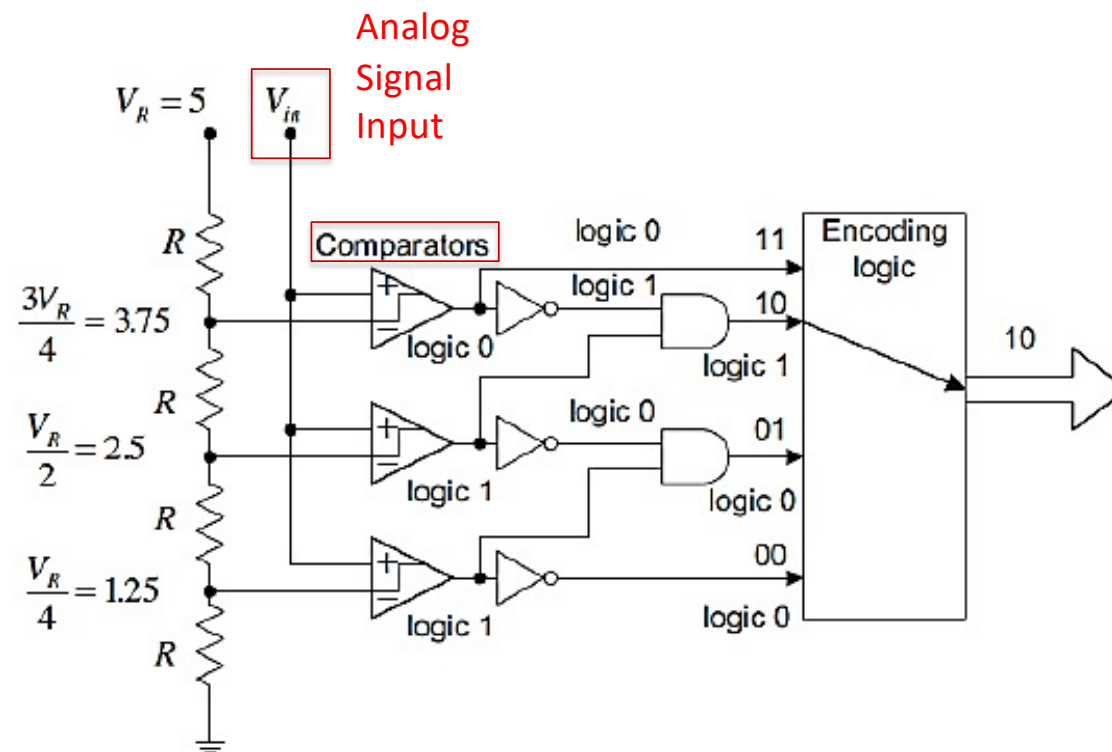 Analog
Signal
Input
V_R = 5
V_in
R
Comparators
logic 0
11
Encoding
logic
logic 1
10
3V_R/4 = 3.75
logic 0
logic 1
10
R
V_R/2 = 2.5
logic 0
01
logic 1
logic 0
R
V_R/4 = 1.25
00
logic 1
logic 0
R